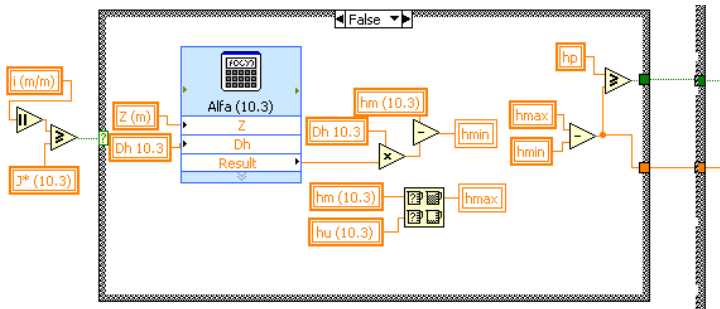 False
i (m/m)
J* (10.3)
?
Z (m)
Dh 10.3
f(x,y)
Alfa (10.3)
Z
Dh
Result
Dh 10.3
hm (10.3)
hmin
hm (10.3)
hu (10.3)
hmax
hp
hmax
hmin